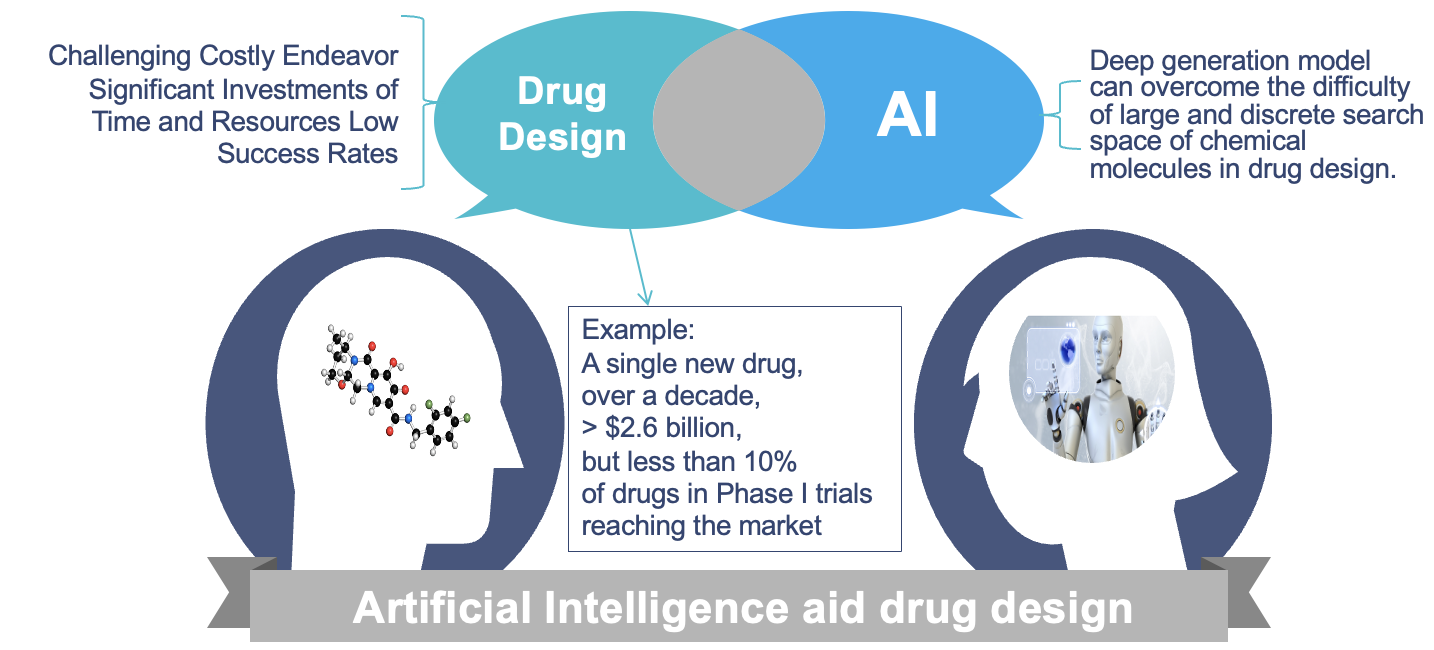 Challenging Costly Endeavor
Significant Investments of
Time and Resources Low
Success Rates
Drug
Design
AI
Deep generation model
can overcome the difficulty
of large and discrete search
space of chemical
molecules in drug design.
Example:
A single new drug,
over a decade,
> $2.6 billion,
but less than 10%
of drugs in Phase I trials
reaching the market
Artificial Intelligence aid drug design